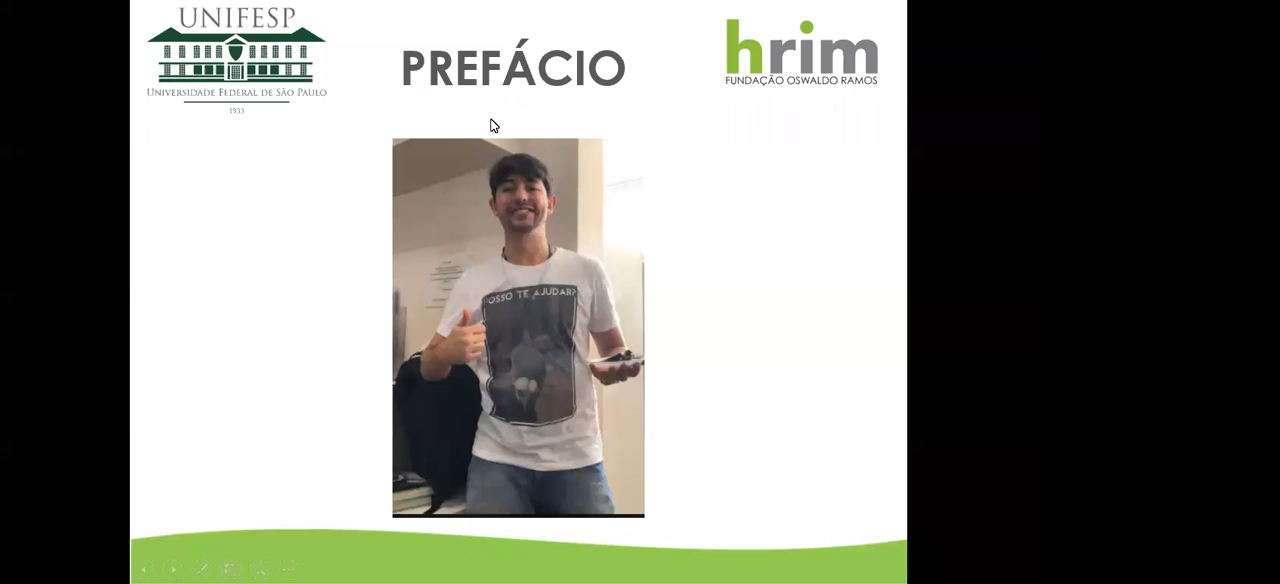 UNIFESP
UNIVERSIDADE FEDERAL DE SÃO PAULO
1933
PREFÁCIO
hrim
FUNDAÇÃO OSWALDO RAMOS
POSSO TE AJUDAR?